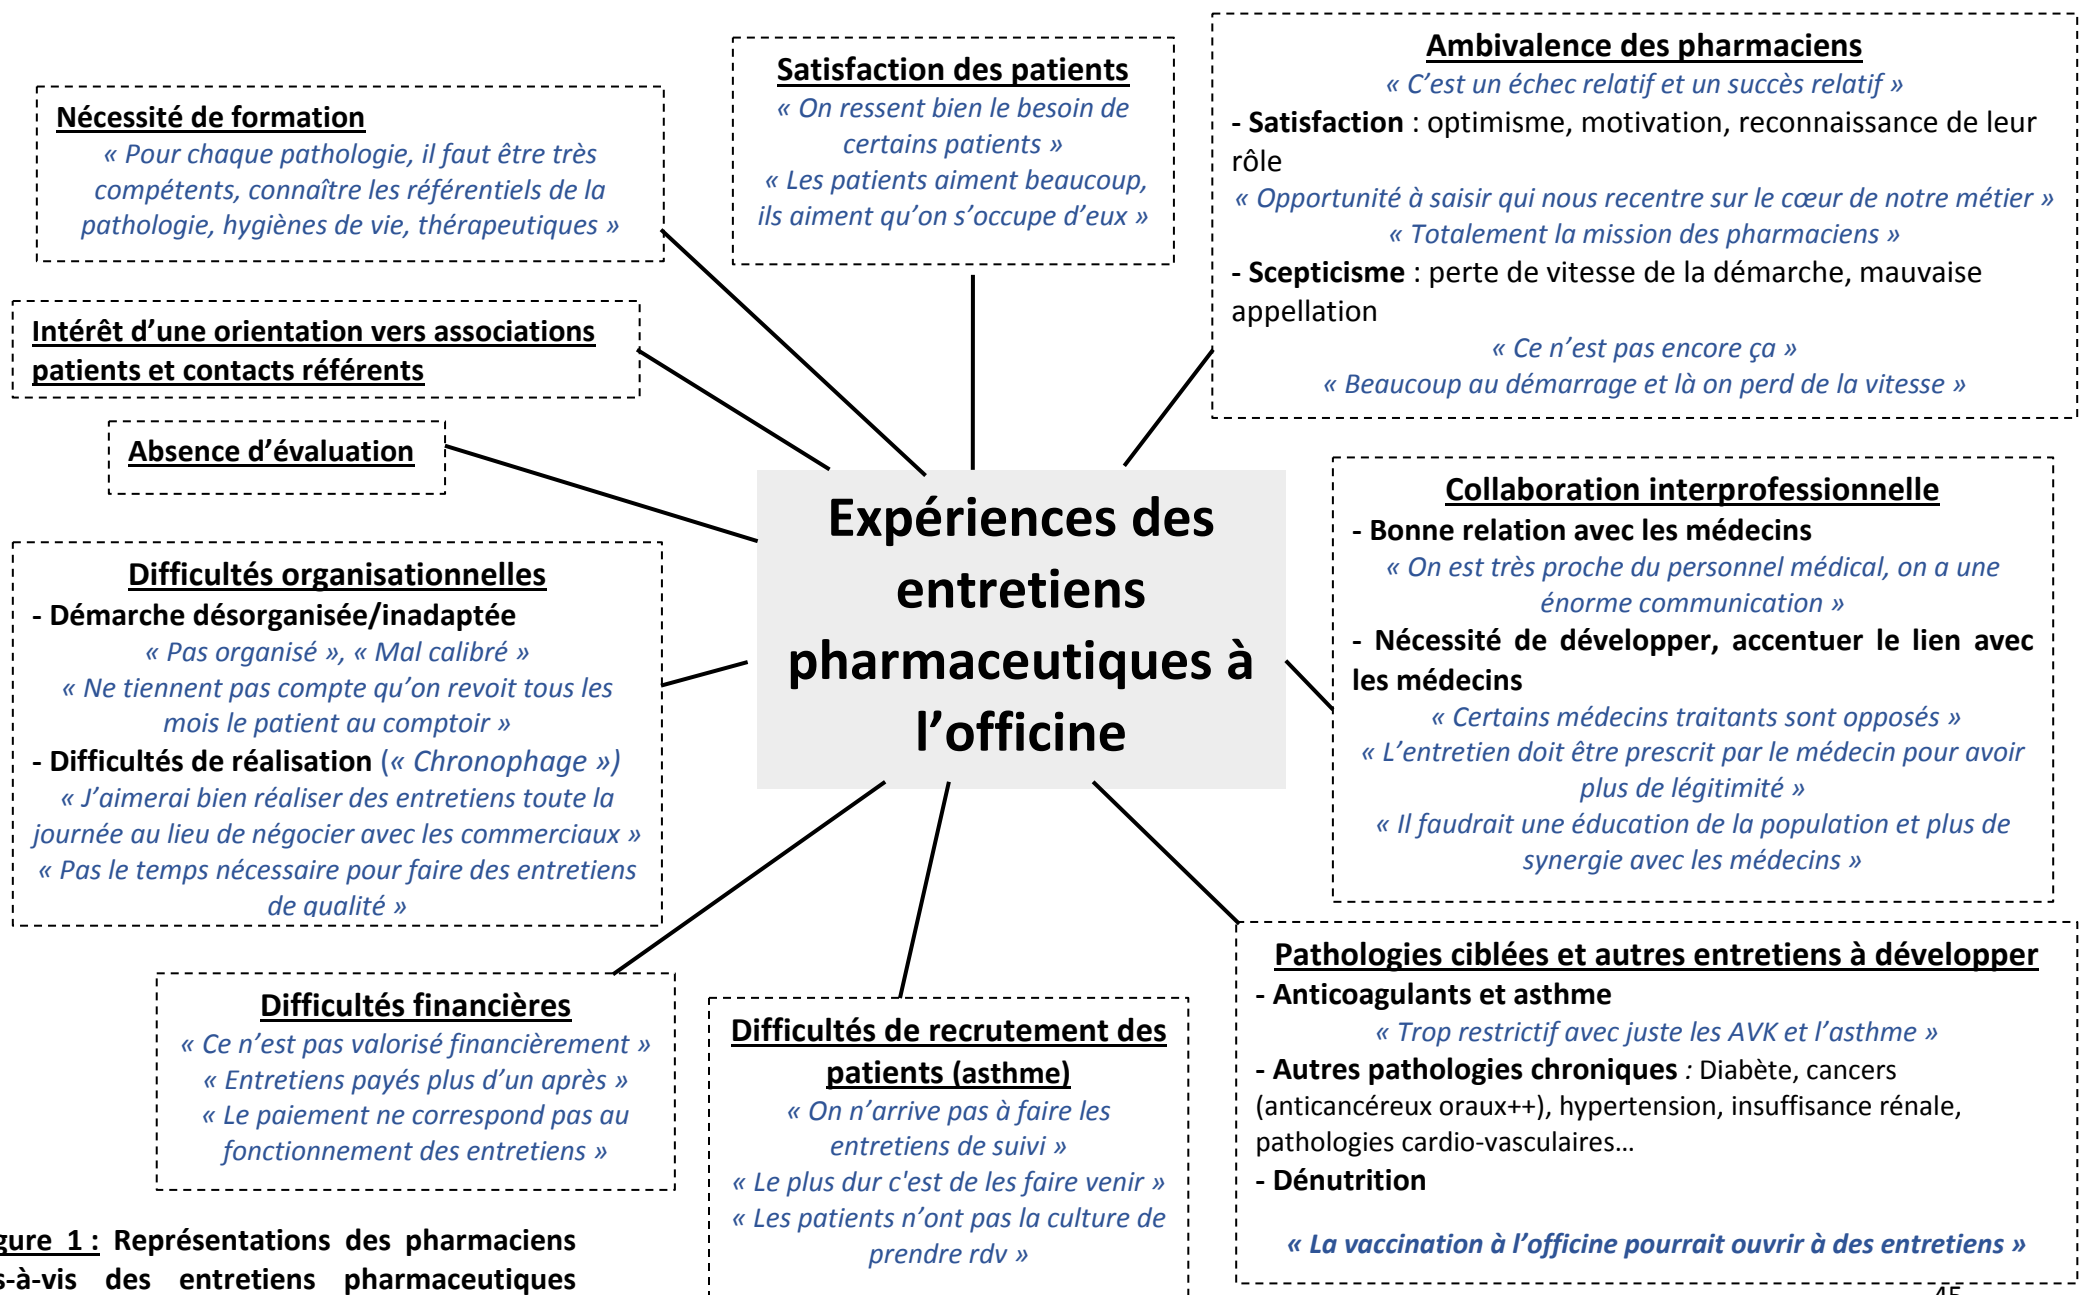 Nécessité de formation
« Pour chaque pathologie, il faut être très
compétents, connaître les référentiels de la
pathologie, hygiènes de vie, thérapeutiques »
Satisfaction des patients
« On ressent bien le besoin de
certains patients »
« Les patients aiment beaucoup,
ils aiment qu’on s’occupe d’eux »
Ambivalence des pharmaciens
« C’est un échec relatif et un succès relatif »
- Satisfaction : optimisme, motivation, reconnaissance de leur
rôle
« Opportunité à saisir qui nous recentre sur le cœur de notre métier »
« Totalement la mission des pharmaciens »
- Scepticisme : perte de vitesse de la démarche, mauvaise
appellation
« Ce n’est pas encore ça »
« Beaucoup au démarrage et là on perd de la vitesse »
Intérêt d’une orientation vers associations
patients et contacts référents
Absence d’évaluation
Expériences des
entretiens
pharmaceutiques à
l’officine
Collaboration interprofessionnelle
- Bonne relation avec les médecins
« On est très proche du personnel médical, on a une
énorme communication »
- Nécessité de développer, accentuer le lien avec
les médecins
« Certains médecins traitants sont opposés »
« L’entretien doit être prescrit par le médecin pour avoir
plus de légitimité »
« Il faudrait une éducation de la population et plus de
synergie avec les médecins »
Difficultés organisationnelles
- Démarche désorganisée/inadaptée
« Pas organisé », « Mal calibré »
« Ne tiennent pas compte qu’on revoit tous les
mois le patient au comptoir »
- Difficultés de réalisation (« Chronophage »)
« J’aimerai bien réaliser des entretiens toute la
journée au lieu de négocier avec les commerciaux »
« Pas le temps nécessaire pour faire des entretiens
de qualité »
Difficultés financières
« Ce n’est pas valorisé financièrement »
« Entretiens payés plus d’un après »
« Le paiement ne correspond pas au
fonctionnement des entretiens »
Difficultés de recrutement des
patients (asthme)
« On n’arrive pas à faire les
entretiens de suivi »
« Le plus dur c'est de les faire venir »
« Les patients n’ont pas la culture de
prendre rdv »
Pathologies ciblées et autres entretiens à développer
- Anticoagulants et asthme
« Trop restrictif avec juste les AVK et l’asthme »
- Autres pathologies chroniques : Diabète, cancers
(anticancéreux oraux++), hypertension, insuffisance rénale,
pathologies cardio-vasculaires…
- Dénutrition
« La vaccination à l’officine pourrait ouvrir à des entretiens »
gure 1 : Représentations des pharmaciens
s-à-vis des entretiens pharmaceutiques